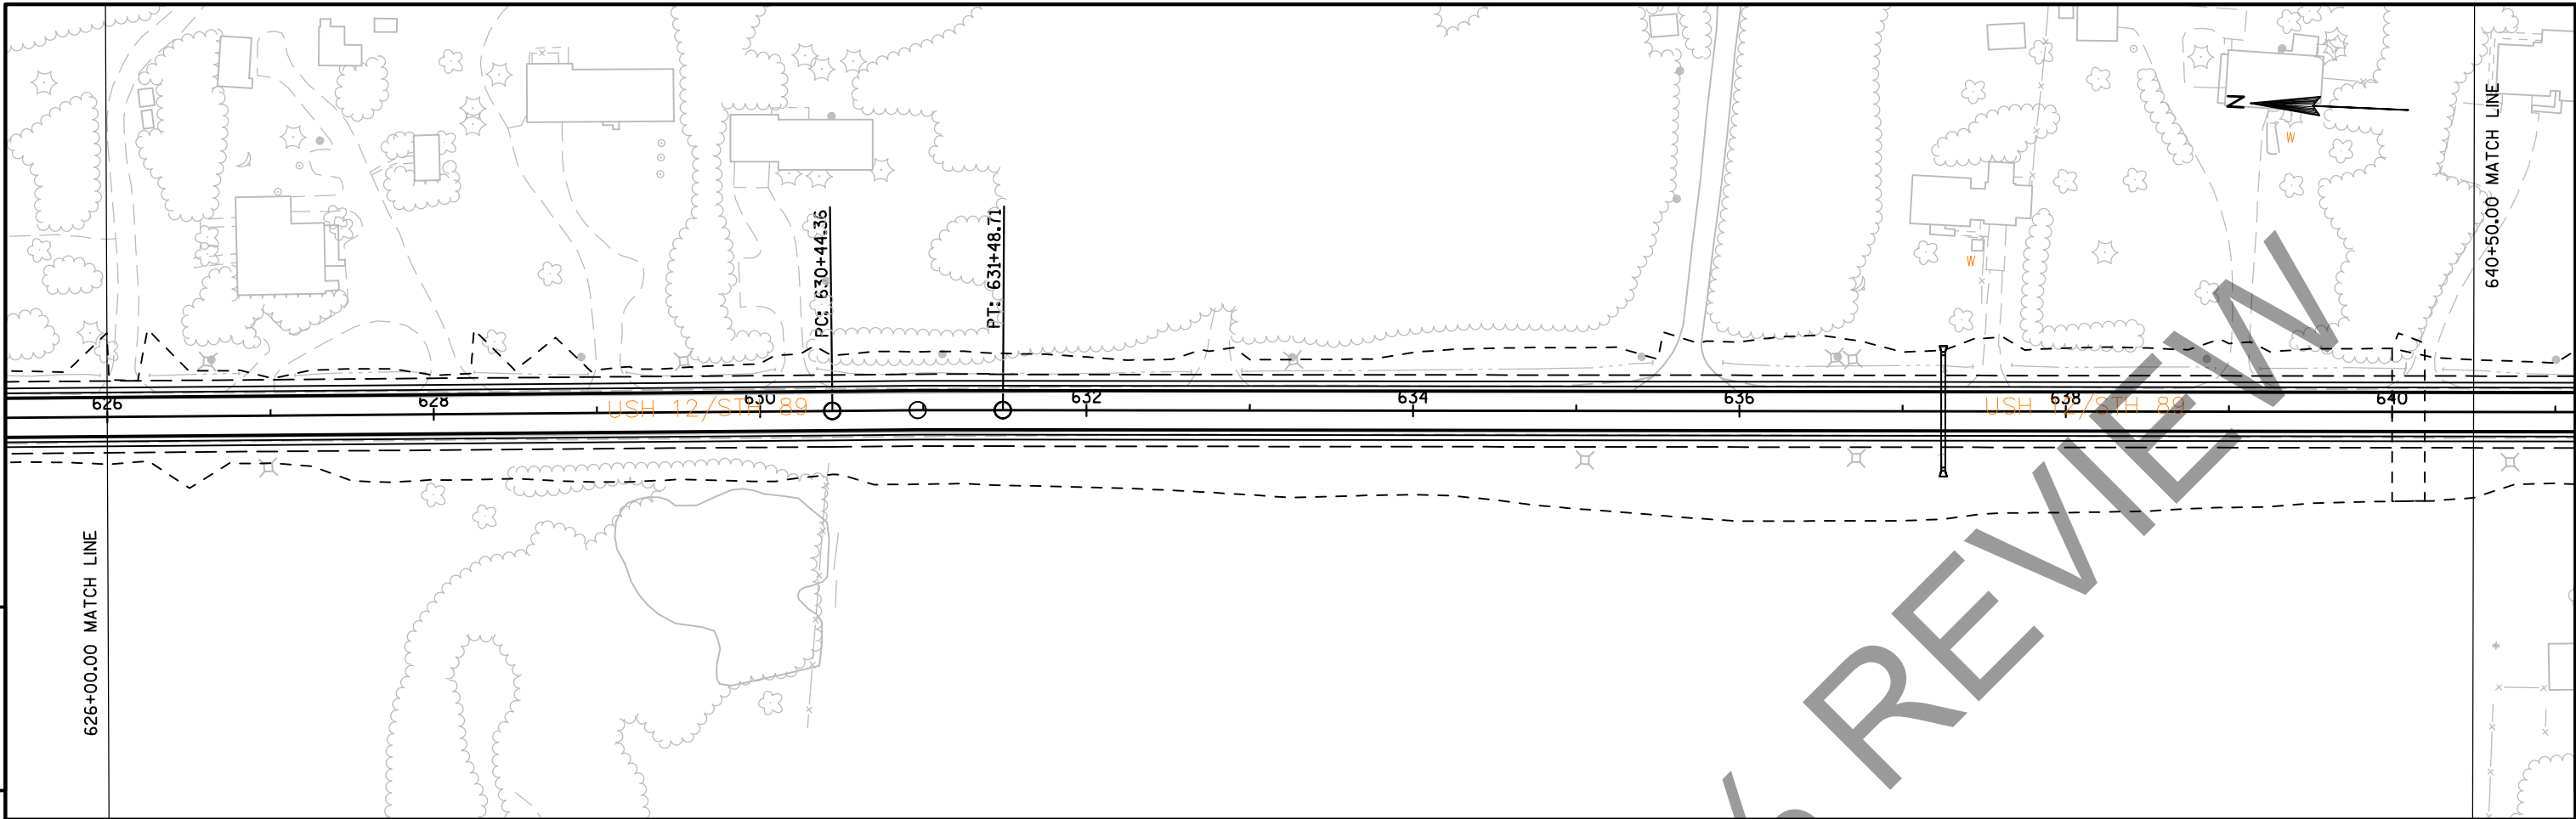 N
W
W
PC: 630+44.36
PT: 631+48.71
640+50.00 MATCH LINE
626 628 630 632 634 636 638 640
USH 12/STH 89
USH 12/STH 89
626+00.00 MATCH LINE
REVIEW